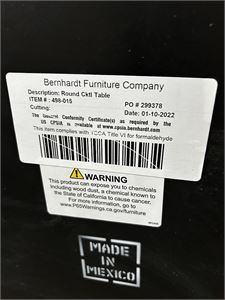 Bernhardt Furniture Company
Description: Round Cktl Table
ITEM # : 498-015 PO # 299378
Cutting: Date: 01-10-2022
The General Conformity Certificate(s) as required by the
US CPSIA, is available at www.cpsia.bernhardt.com.
This item complies with TSCA Title VI for formaldehyde
WARNING
This product can expose you to chemicals
including wood dust, a chemical known to the
State of California to cause cancer.
For more information go to
www.P65Warnings.ca.gov/furniture
MADE
IN
MEXICO